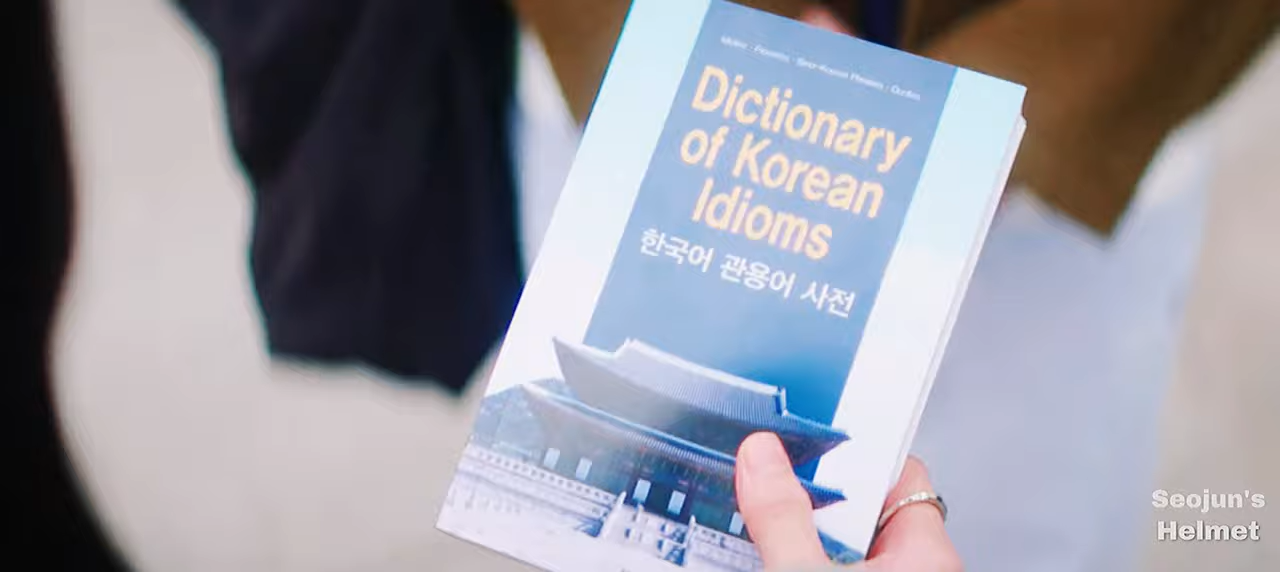 Dictionary
of Korean
Idioms
한국어 관용어 사전
Seojun's
Helmet